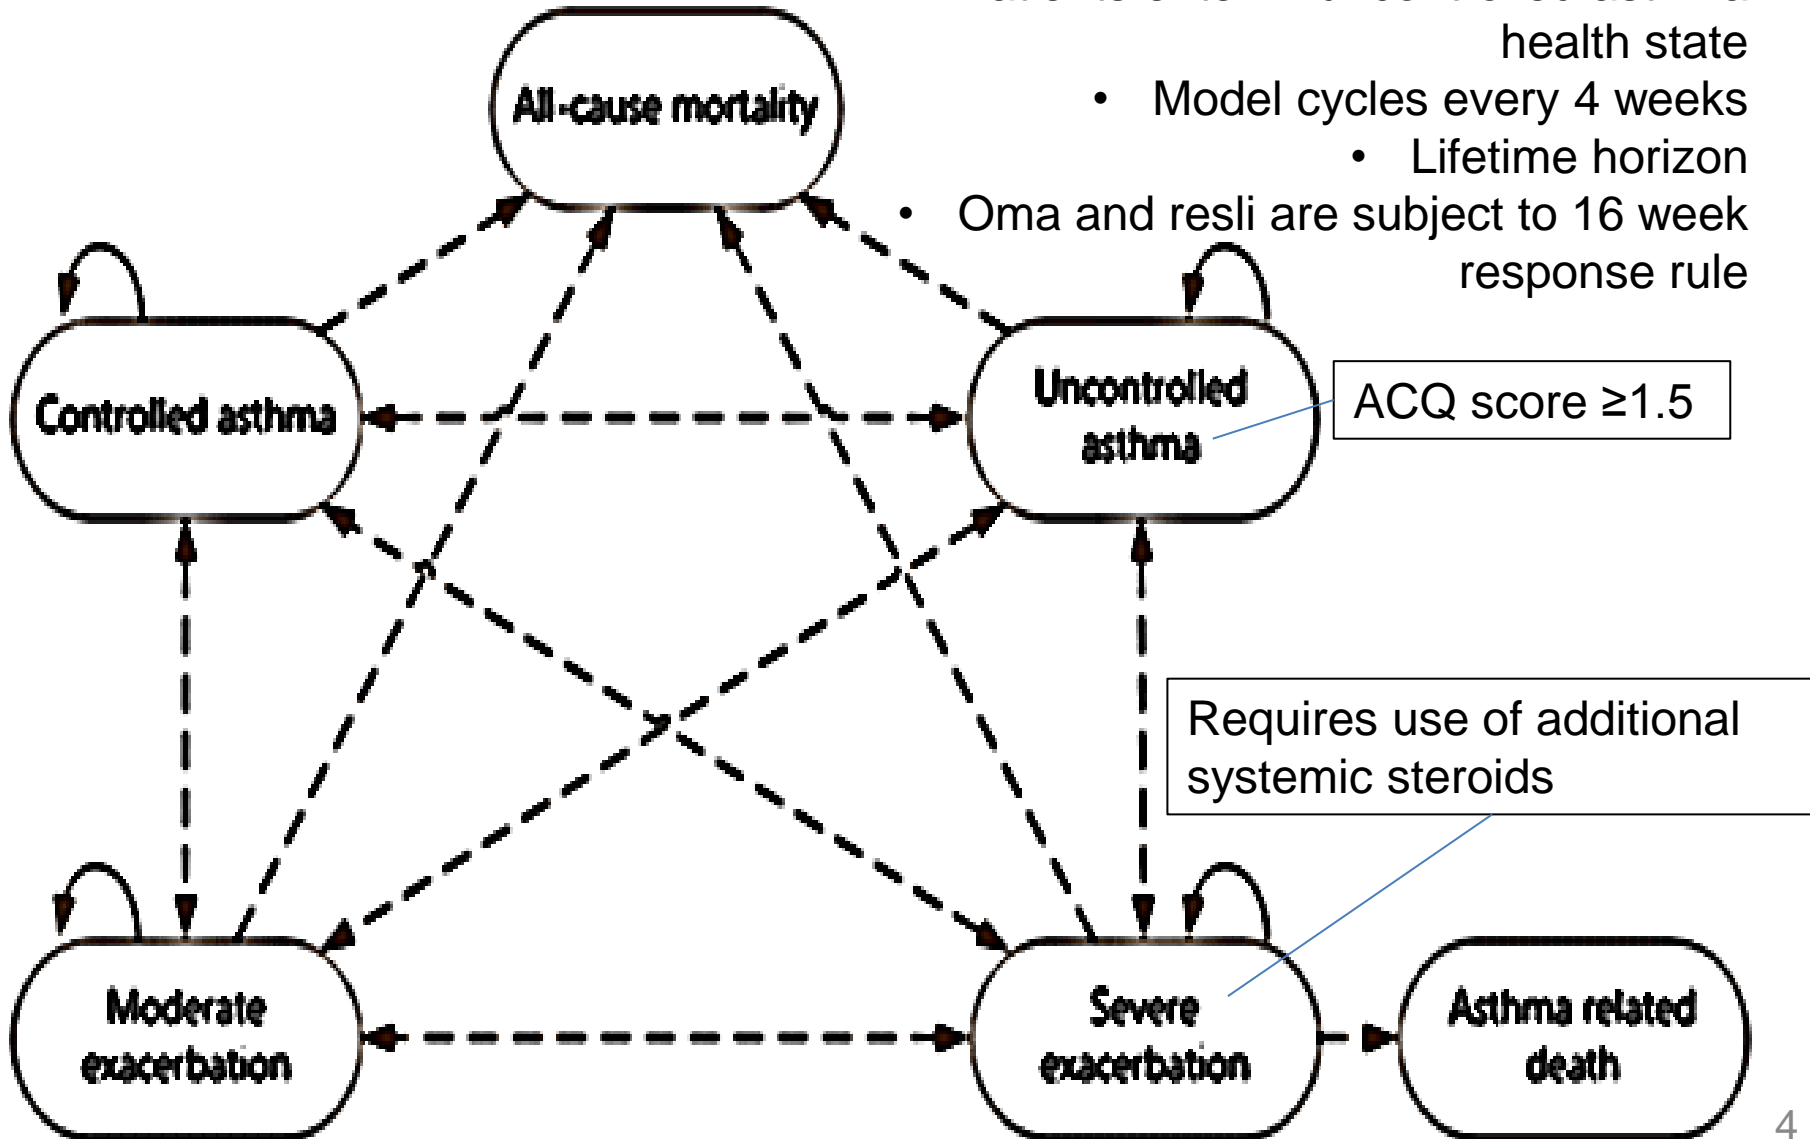 health state
• Model cycles every 4 weeks
• Lifetime horizon
• Oma and resli are subject to 16 week
response rule
All-cause mortality
Controlled asthma
Uncontrolled
asthma
ACQ score ≥1.5
Requires use of additional
systemic steroids
Moderate
exacerbation
Severe
exacerbation
Asthma related
death
4